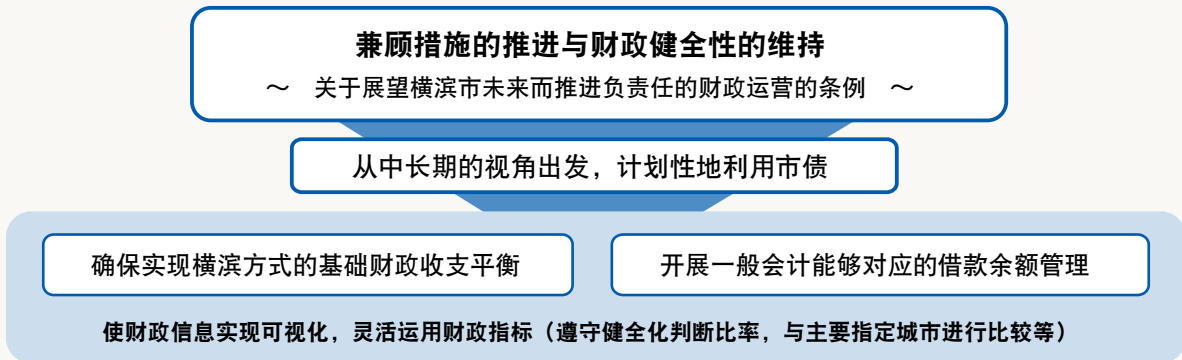 兼顾措施的推进与财政健全性的维持
～ 关于展望横滨市未来而推进负责任的财政运营的条例 ～
从中长期的视角出发，计划性地利用市债
确保实现横滨方式的基础财政收支平衡
开展一般会计能够对应的借款余额管理
使财政信息实现可视化，灵活运用财政指标（遵守健全化判断比率，与主要指定城市进行比较等）